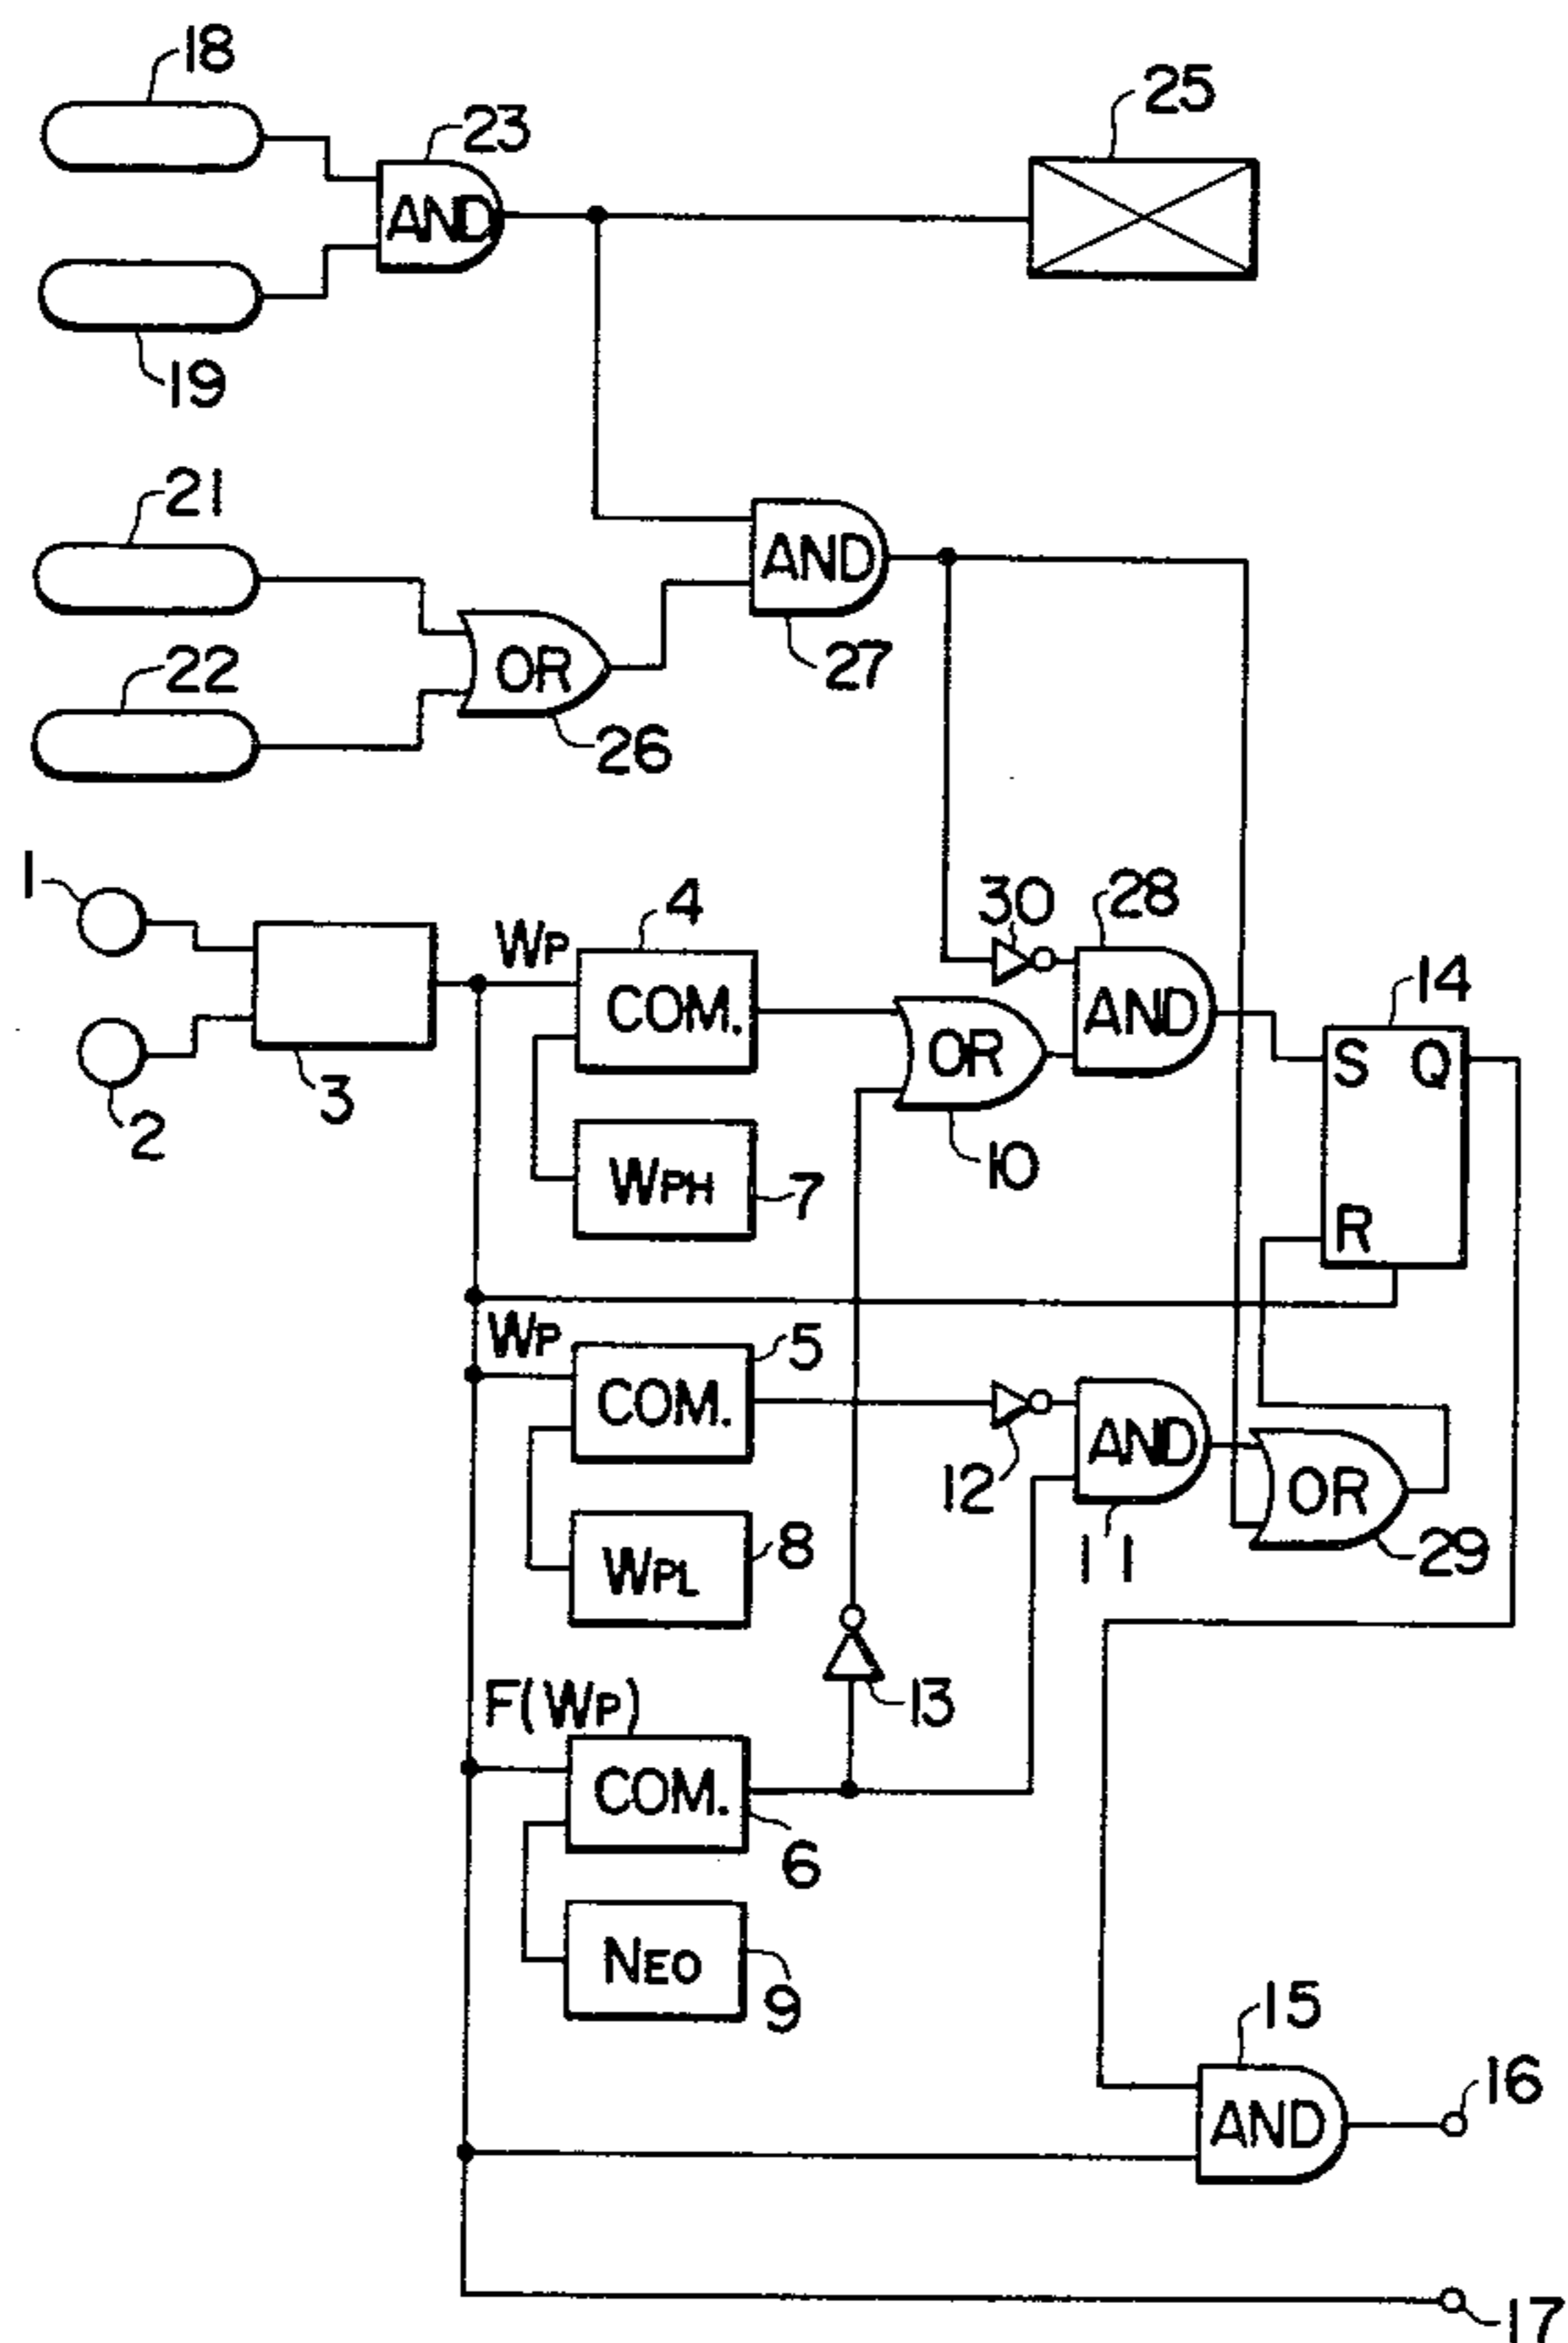 18
25
23
AND
19
21
AND
22
OR
27
26
1
4
30
28
WP
14
COM.
AND
OR
S Q
2
3
10
WPH
7
R
WP
5
COM.
AND
12
OR
11
8
29
WPL
F(WP)
13
COM.
6
NEO
9
15
16
AND
17